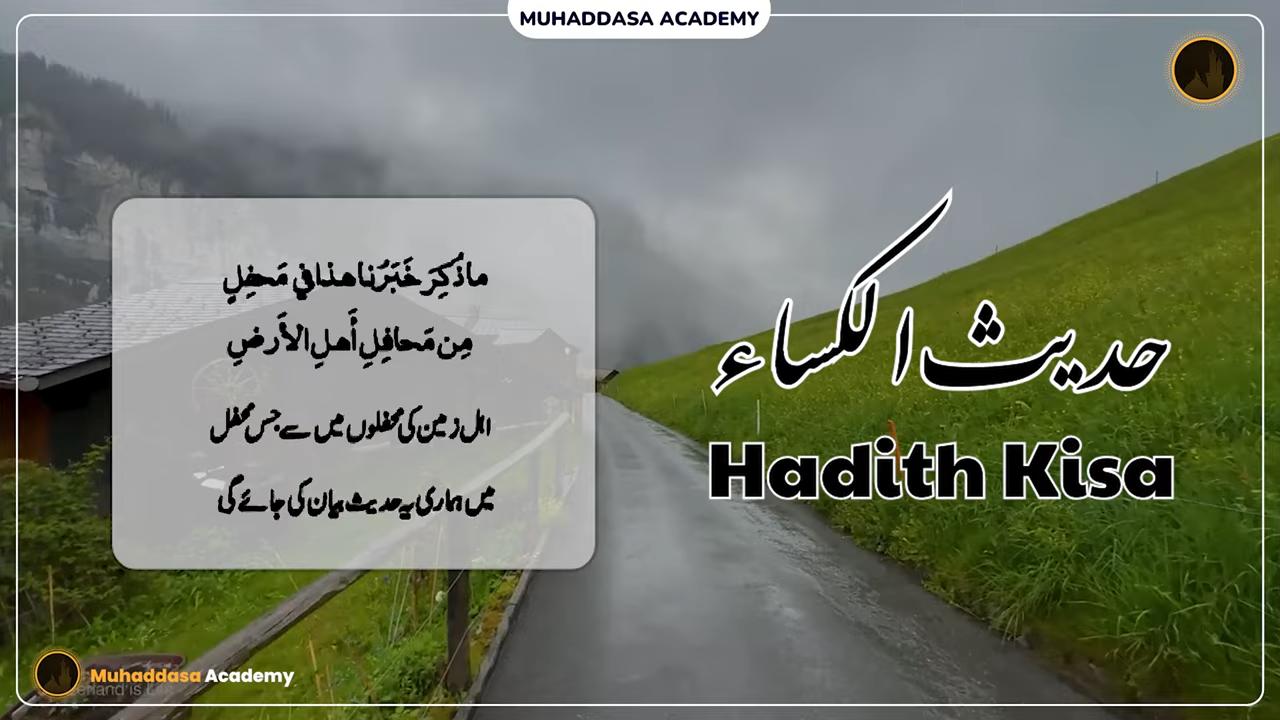 MUHADDASA ACADEMY
ماذُكِرَ خَبَرُنا هذا في مَحفِلٍ
مِن مَحافِلِ أَهلِ الأَرضِ
اہل زمین کی محفلوں میں سے جس محفل
میں ہماری یہ حدیث بیان کی جائے گی
حدیث الکساء
Hadith Kisa
Muhaddasa Academy